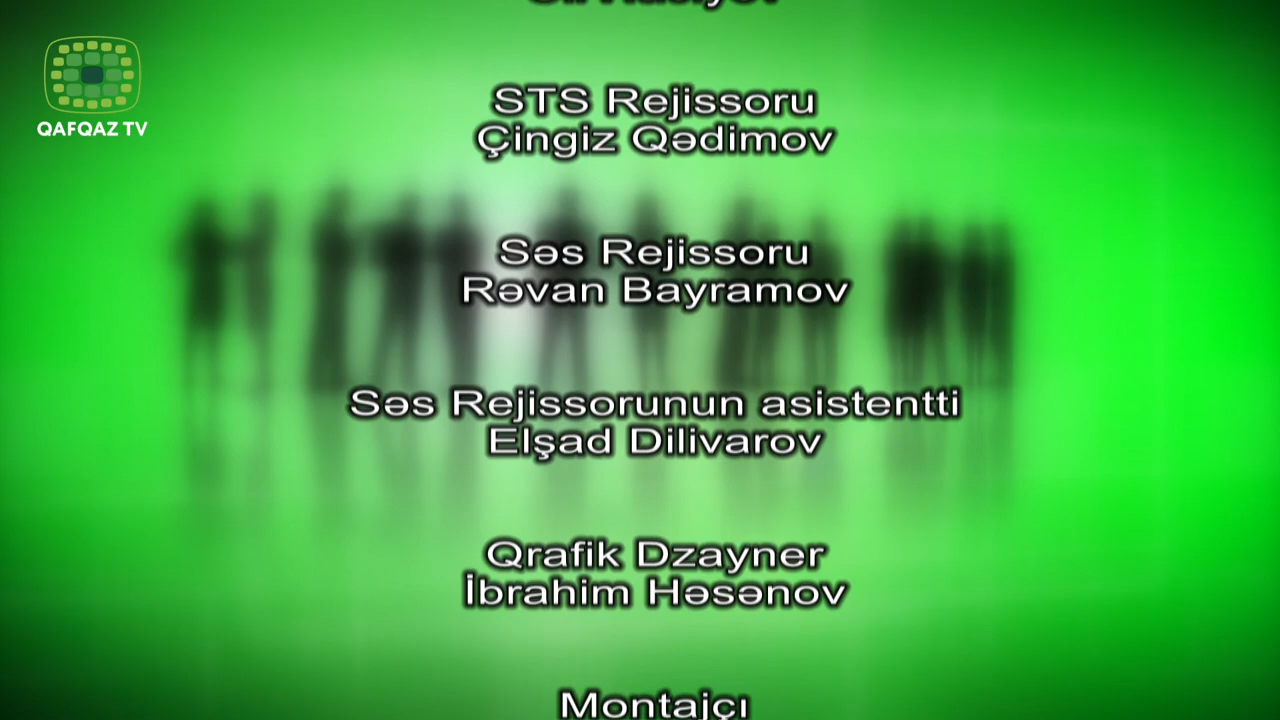 QAFQAZ TV
STS Rejissoru
Çingiz Qədimov
Səs Rejissoru
Rəvan Bayramov
Səs Rejissorunun asistentti
Elşad Dilivarov
Qrafik Dzayner
İbrahim Həsənov
Montajçı